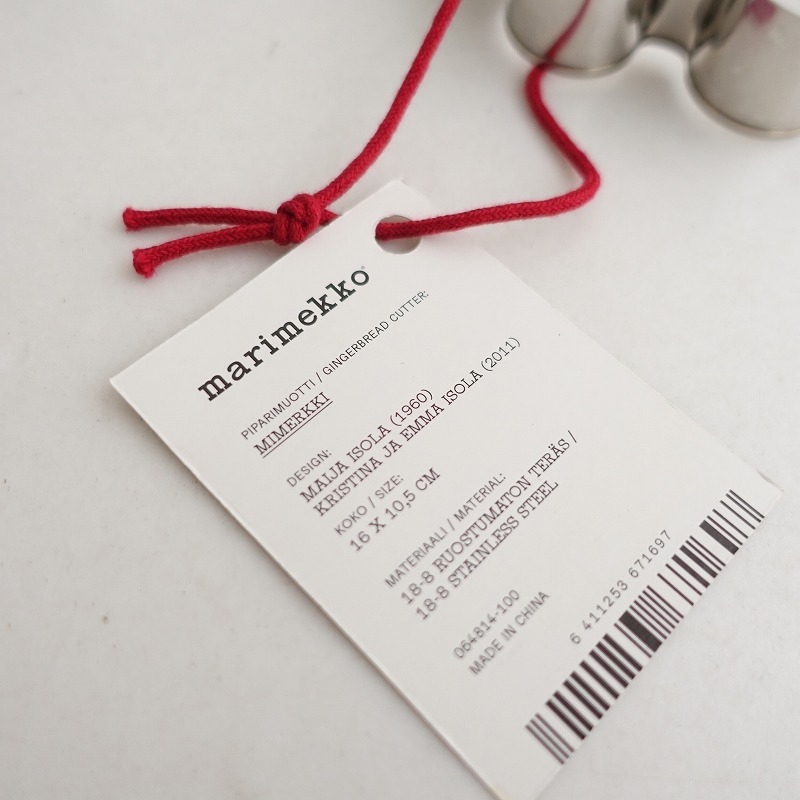 marimekko®
PIPARIMUOTTI / GINGERBREAD CUTTER:
MIMERKKI
DESIGN:
MAIJA ISOLA (1960)
KRISTINA JA EMMA ISOLA (2011)
KOKO / SIZE:
16 X 10,5 CM
MATERIAALI / MATERIAL:
18-8 RUOSTUMATON TERÄS /
18-8 STAINLESS STEEL
064814-100
MADE IN CHINA
6 411253 671697